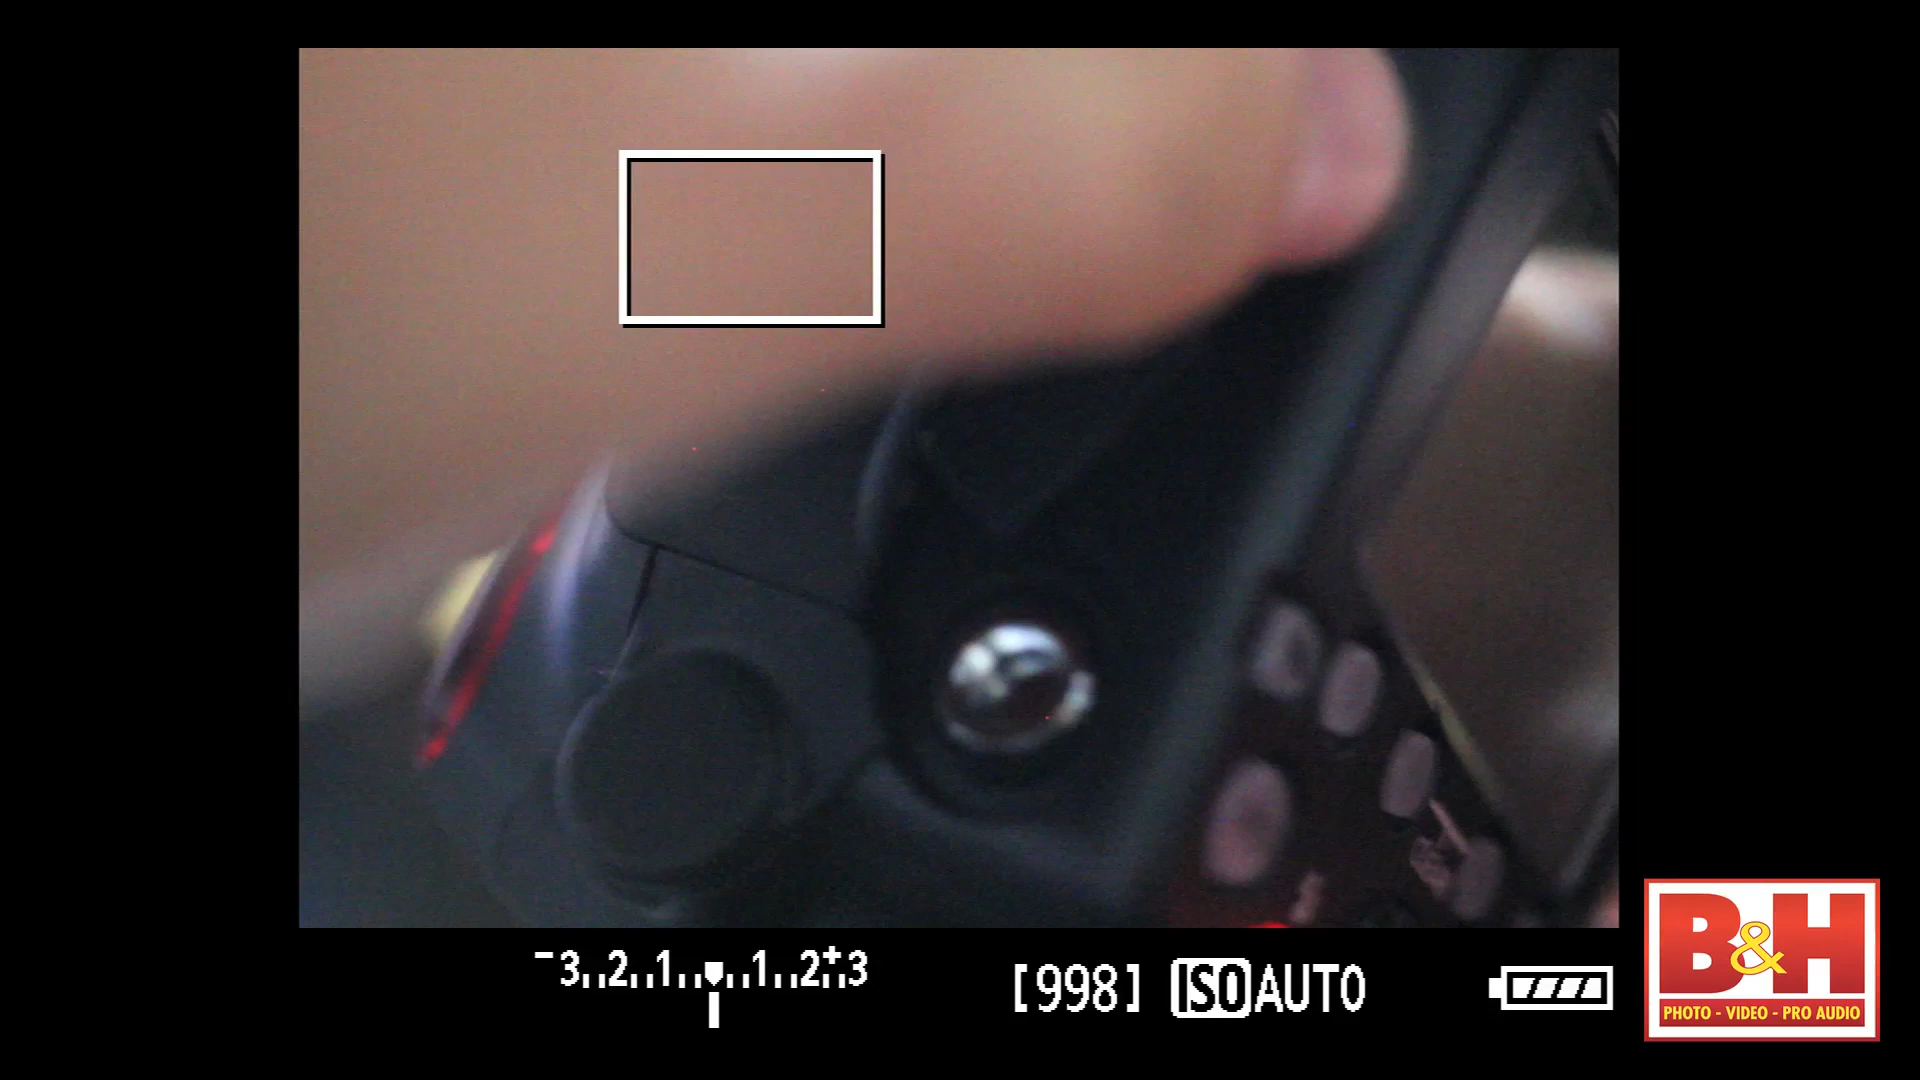 -3..2..1..▼..1..2..+3 [998] ISO AUTO
B&H
PHOTO - VIDEO - PRO AUDIO